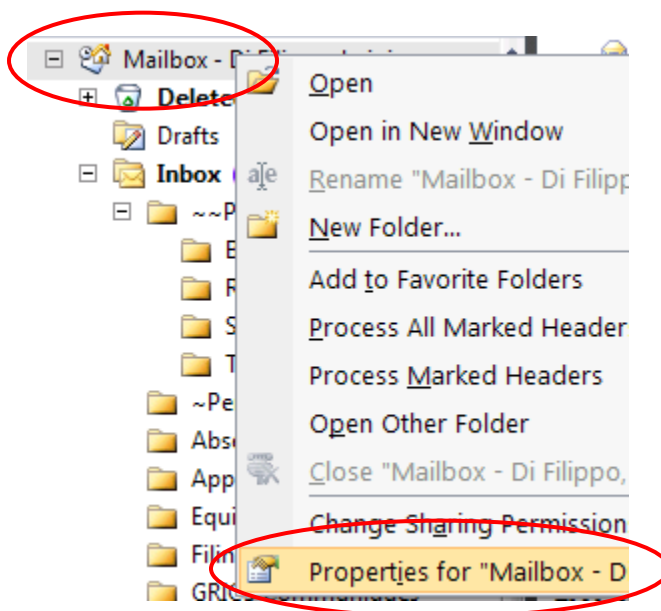 Mailbox - Di Filippo
Delete
Open
Drafts
Open in New Window
Inbox
Rename "Mailbox - Di Filipp
~~P
New Folder...
E
R
Add to Favorite Folders
S
Process All Marked Header
T
Process Marked Headers
~Pe
Open Other Folder
Abs
App
Close "Mailbox - Di Filippo,
Equi
Change Sharing Permission
Filin
Properties for "Mailbox - D
GRICS Communiqués